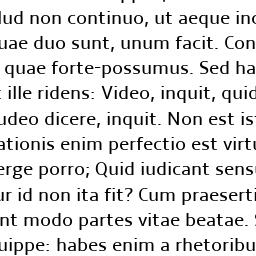 lud non continuo, ut aeque inc
uae duo sunt, unum facit. Con
quae forte-possumus. Sed ha
ille ridens: Video, inquit, quid
udeo dicere, inquit. Non est ist
ationis enim perfectio est virtu
erge porro; Quid iudicant sensu
ur id non ita fit? Cum praeserti
nt modo partes vitae beatae. S
uippe: habes enim a rhetoribu